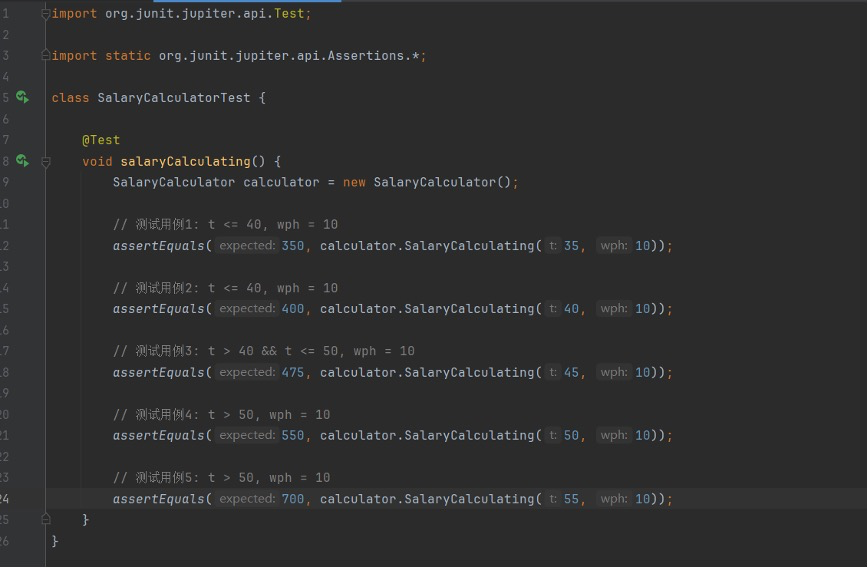 1 import org.junit.jupiter.api.Test;
2
3 import static org.junit.jupiter.api.Assertions.*;
4
5 class SalaryCalculatorTest {
6
7 @Test
8 void salaryCalculating() {
9 SalaryCalculator calculator = new SalaryCalculator();
10
11 // 测试用例1: t <= 40, wph = 10
12 assertEquals( expected: 350, calculator.SalaryCalculating( t: 35, wph: 10));
13
14 // 测试用例2: t <= 40, wph = 10
15 assertEquals( expected: 400, calculator.SalaryCalculating( t: 40, wph: 10));
16
17 // 测试用例3: t > 40 && t <= 50, wph = 10
18 assertEquals( expected: 475, calculator.SalaryCalculating( t: 45, wph: 10));
19
20 // 测试用例4: t > 50, wph = 10
21 assertEquals( expected: 550, calculator.SalaryCalculating( t: 50, wph: 10));
22
23 // 测试用例5: t > 50, wph = 10
24 assertEquals( expected: 700, calculator.SalaryCalculating( t: 55, wph: 10));
25 }
26 }